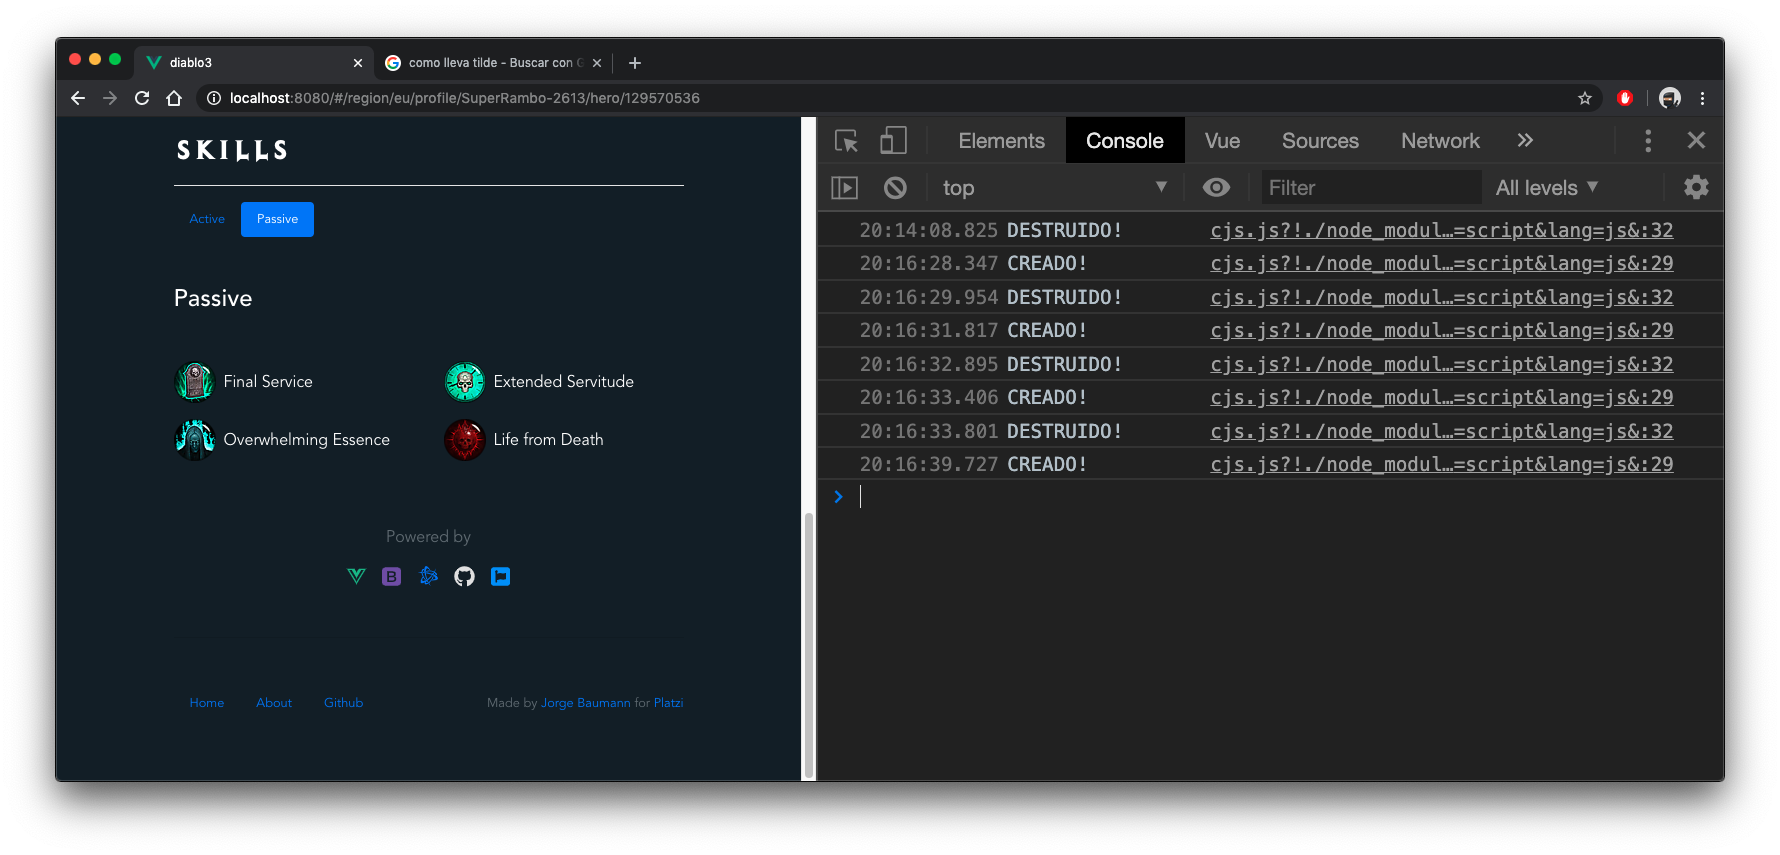 diablo3
como lleva tilde - Buscar con G
localhost:8080/#/region/eu/profile/SuperRambo-2613/hero/129570536
SKILLS
Active Passive
Passive
Final Service Extended Servitude
Overwhelming Essence Life from Death
Powered by
B
Home About Github Made by Jorge Baumann for Platzi
Elements Console Vue Sources Network »
top Filter All levels
20:14:08.825 DESTRUIDO! cjs.js?!./node_modul…=script&lang=js&:32
20:16:28.347 CREADO! cjs.js?!./node_modul…=script&lang=js&:29
20:16:29.954 DESTRUIDO! cjs.js?!./node_modul…=script&lang=js&:32
20:16:31.817 CREADO! cjs.js?!./node_modul…=script&lang=js&:29
20:16:32.895 DESTRUIDO! cjs.js?!./node_modul…=script&lang=js&:32
20:16:33.406 CREADO! cjs.js?!./node_modul…=script&lang=js&:29
20:16:33.801 DESTRUIDO! cjs.js?!./node_modul…=script&lang=js&:32
20:16:39.727 CREADO! cjs.js?!./node_modul…=script&lang=js&:29